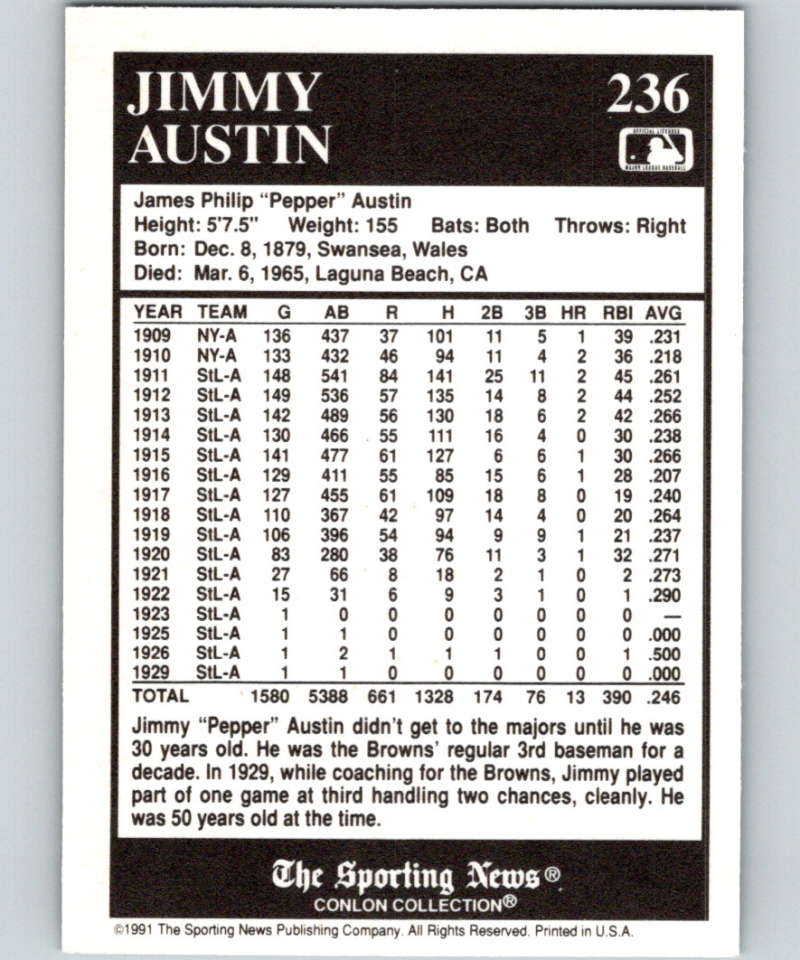 JIMMY 236
AUSTIN
OFFICIAL LICENSEE
MAJOR LEAGUE BASEBALL
James Philip "Pepper" Austin
Height: 5'7.5" Weight: 155 Bats: Both Throws: Right
Born: Dec. 8, 1879, Swansea, Wales
Died: Mar. 6, 1965, Laguna Beach, CA
YEAR TEAM G AB R H 2B 3B HR RBI AVG
1909 NY-A 136 437 37 101 11 5 1 39 .231
1910 NY-A 133 432 46 94 11 4 2 36 .218
1911 StL-A 148 541 84 141 25 11 2 45 .261
1912 StL-A 149 536 57 135 14 8 2 44 .252
1913 StL-A 142 489 56 130 18 6 2 42 .266
1914 StL-A 130 466 55 111 16 4 0 30 .238
1915 StL-A 141 477 61 127 6 6 1 30 .266
1916 StL-A 129 411 55 85 15 6 1 28 .207
1917 StL-A 127 455 61 109 18 8 0 19 .240
1918 StL-A 110 367 42 97 14 4 0 20 .264
1919 StL-A 106 396 54 94 9 9 1 21 .237
1920 StL-A 83 280 38 76 11 3 1 32 .271
1921 StL-A 27 66 8 18 2 1 0 2 .273
1922 StL-A 15 31 6 9 3 1 0 1 .290
1923 StL-A 1 0 0 0 0 0 0 0 —
1925 StL-A 1 1 0 0 0 0 0 0 .000
1926 StL-A 1 2 1 1 1 0 0 1 .500
1929 StL-A 1 1 0 0 0 0 0 0 .000
TOTAL 1580 5388 661 1328 174 76 13 390 .246
Jimmy "Pepper" Austin didn't get to the majors until he was
30 years old. He was the Browns' regular 3rd baseman for a
decade. In 1929, while coaching for the Browns, Jimmy played
part of one game at third handling two chances, cleanly. He
was 50 years old at the time.
The Sporting News®
CONLON COLLECTION®
©1991 The Sporting News Publishing Company. All Rights Reserved. Printed in U.S.A.